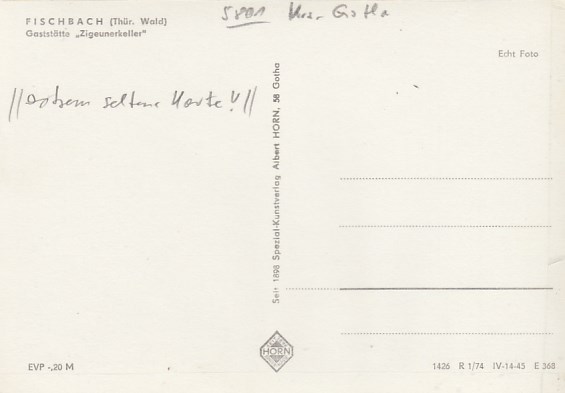 5801 Krs. Gotha
FISCHBACH (Thür. Wald)
Gaststätte „Zigeunerkeller"
Echt Foto
//extrem seltene Karte!!//
Seit 1898 Spezial-Kunstverlag Albert HORN, 58 Gotha
HORN
EVP -,20 M
1426 R 1/74 IV-14-45 E 368